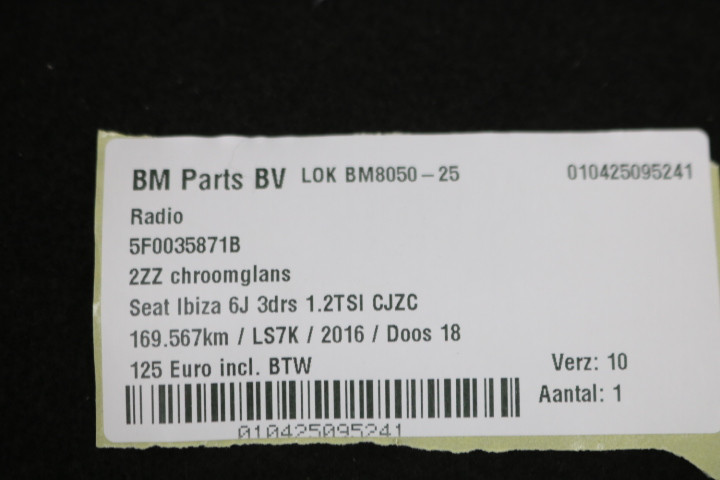 BM Parts BV LOK BM8050-25 010425095241
Radio
5F0035871B
2ZZ chroomglans
Seat Ibiza 6J 3drs 1.2TSI CJZC
169.567km / LS7K / 2016 / Doos 18
125 Euro incl. BTW Verz: 10
Aantal: 1
010425095241